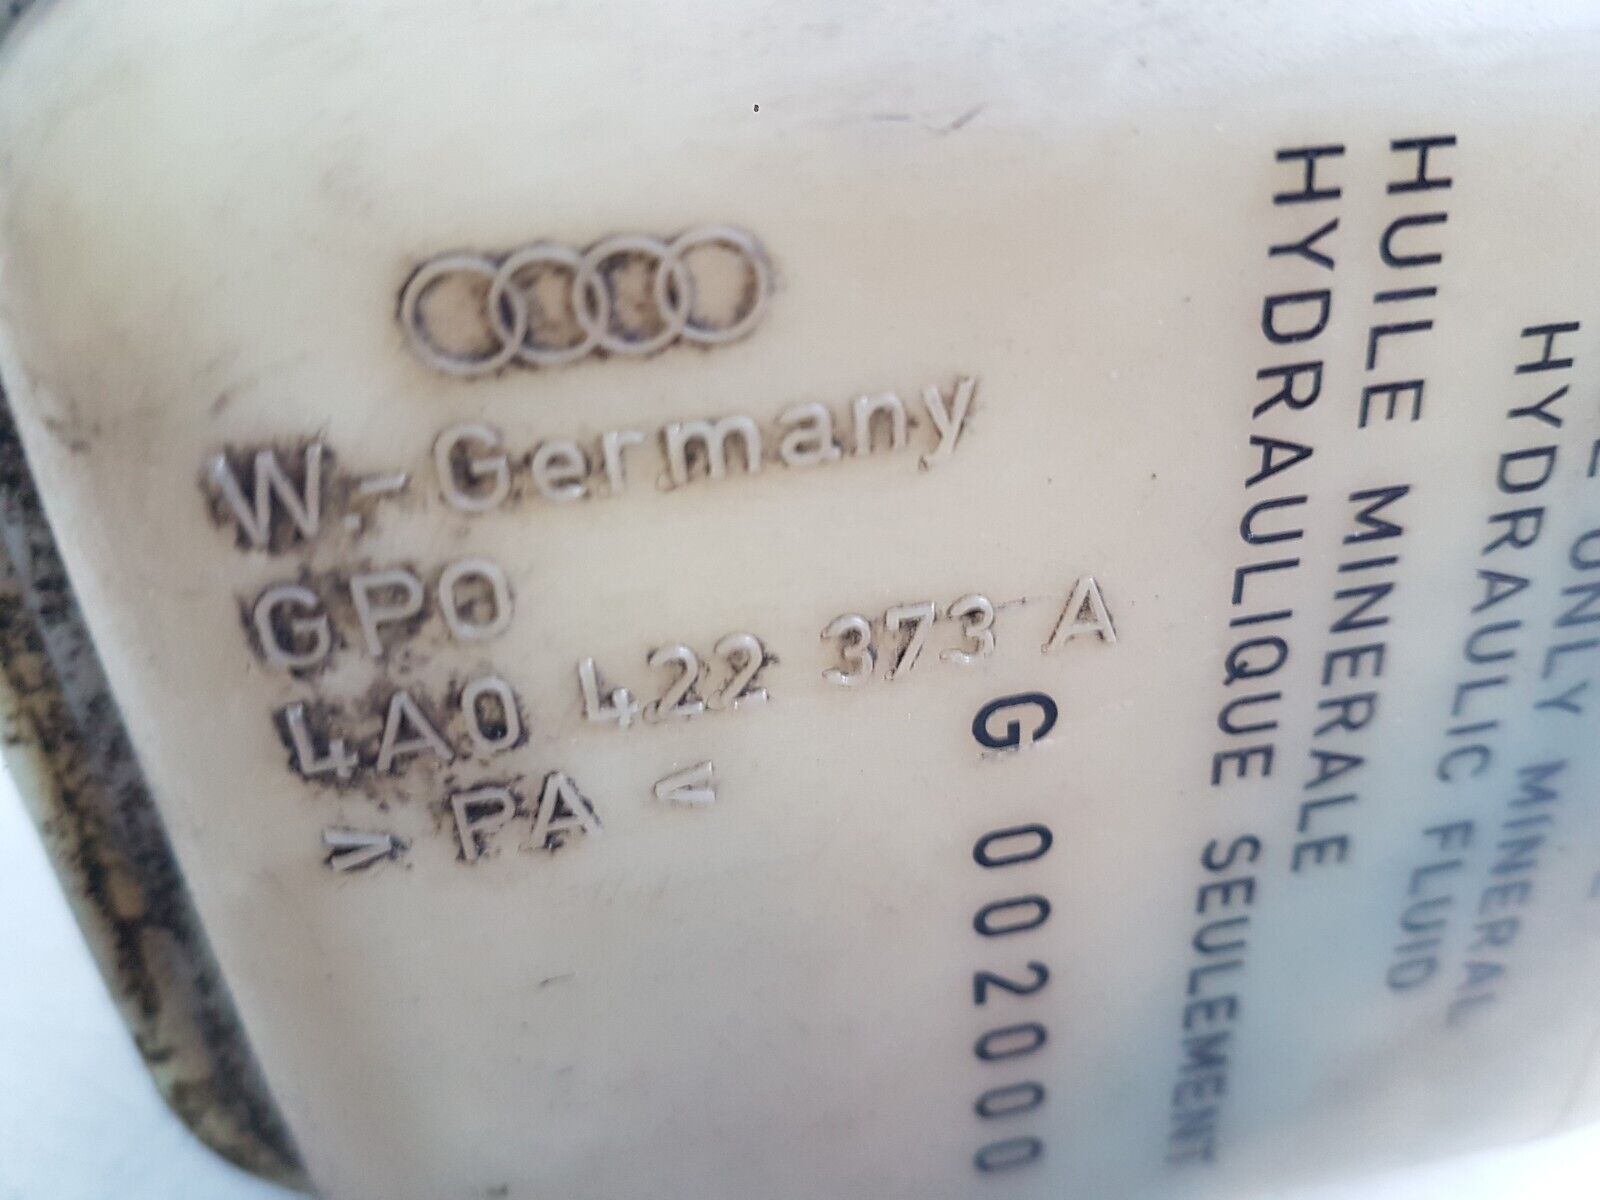 W.-Germany
GPO
4A0 422 373 A
> PA <
G 002000
HYDRAULIQUE SEULEMENT
HUILE MINERALE
HYDRAULIC FLUID
ONLY MINERAL